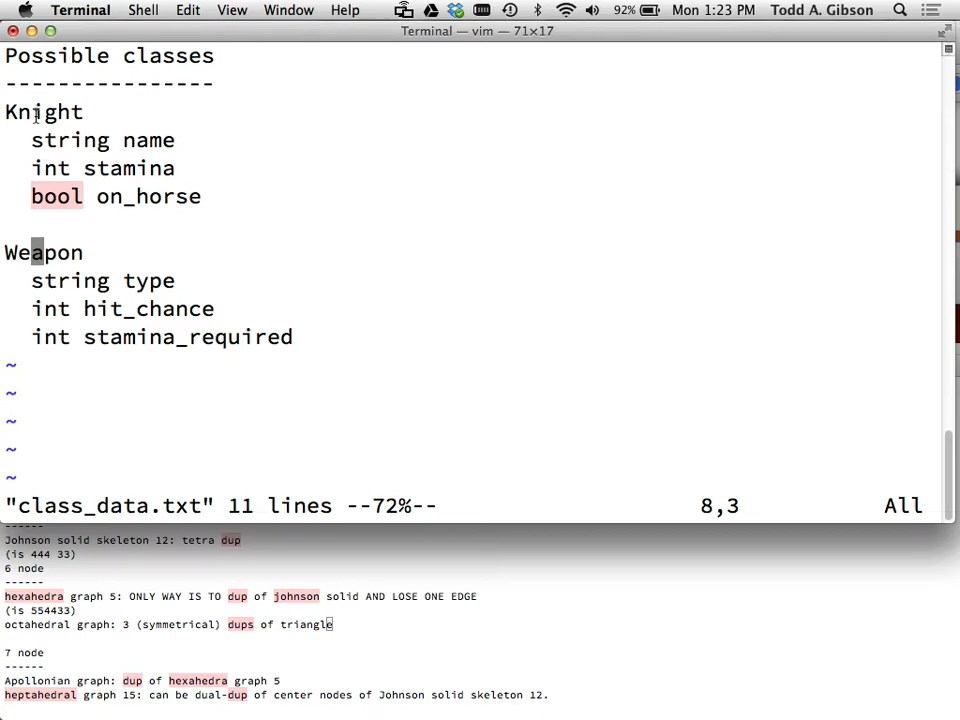 Terminal Shell Edit View Window Help 92% Mon 1:23 PM Todd A. Gibson
Terminal — vim — 71×17
Possible classes
----------------
Knight
string name
int stamina
bool on_horse
Weapon
string type
int hit_chance
int stamina_required
~
~
~
~
~
"class_data.txt" 11 lines --72%-- 8,3 All
------
Johnson solid skeleton 12: tetra dup
(is 444 33)
6 node
------
hexahedra graph 5: ONLY WAY IS TO dup of johnson solid AND LOSE ONE EDGE
(is 554433)
octahedral graph: 3 (symmetrical) dups of triangle
7 node
------
Apollonian graph: dup of hexahedra graph 5
heptahedral graph 15: can be dual-dup of center nodes of Johnson solid skeleton 12.